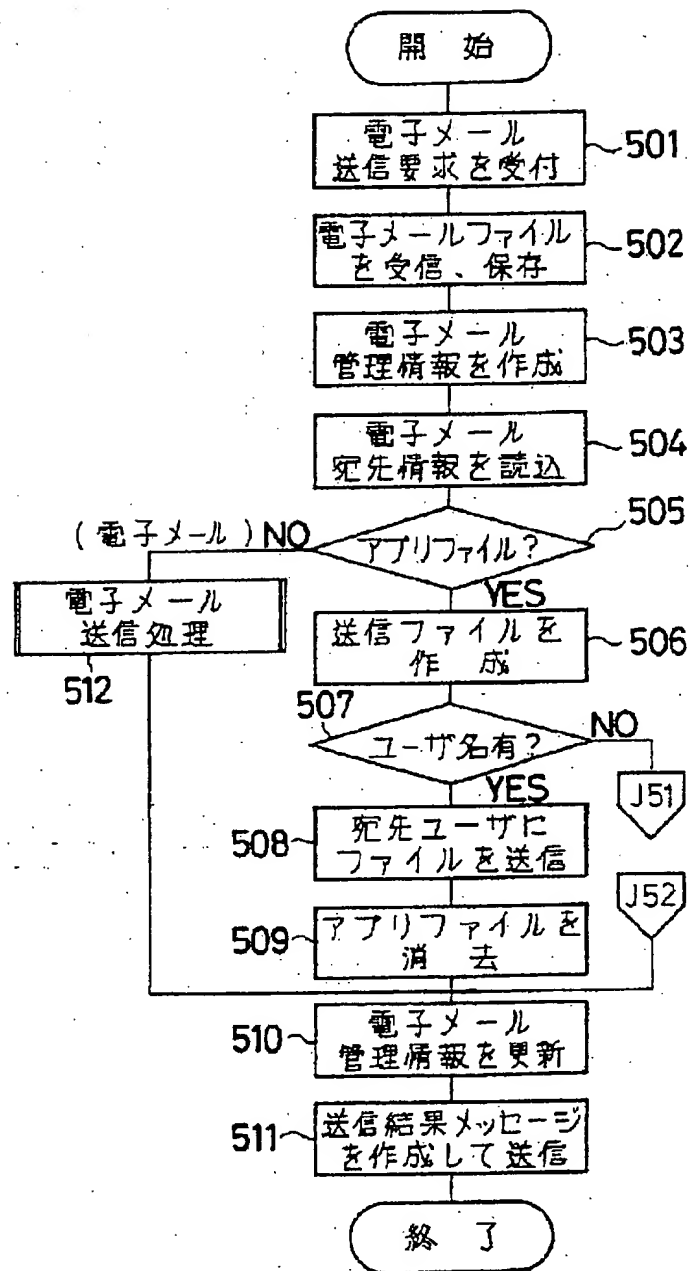 開始
電子メール
送信要求を受付
501
電子メールファイル
を受信、保存
502
電子メール
管理情報を作成
503
電子メール
宛先情報を読込
504
505
(電子メール) NO
アプリファイル?
YES
電子メール
送信処理
512
送信ファイルを
作成
506
507
ユーザ名有?
NO
YES
J51
508
宛先ユーザに
ファイルを送信
J52
509
アプリファイルを
消去
510
電子メール
管理情報を更新
511
送信結果メッセージ
を作成して送信
終了